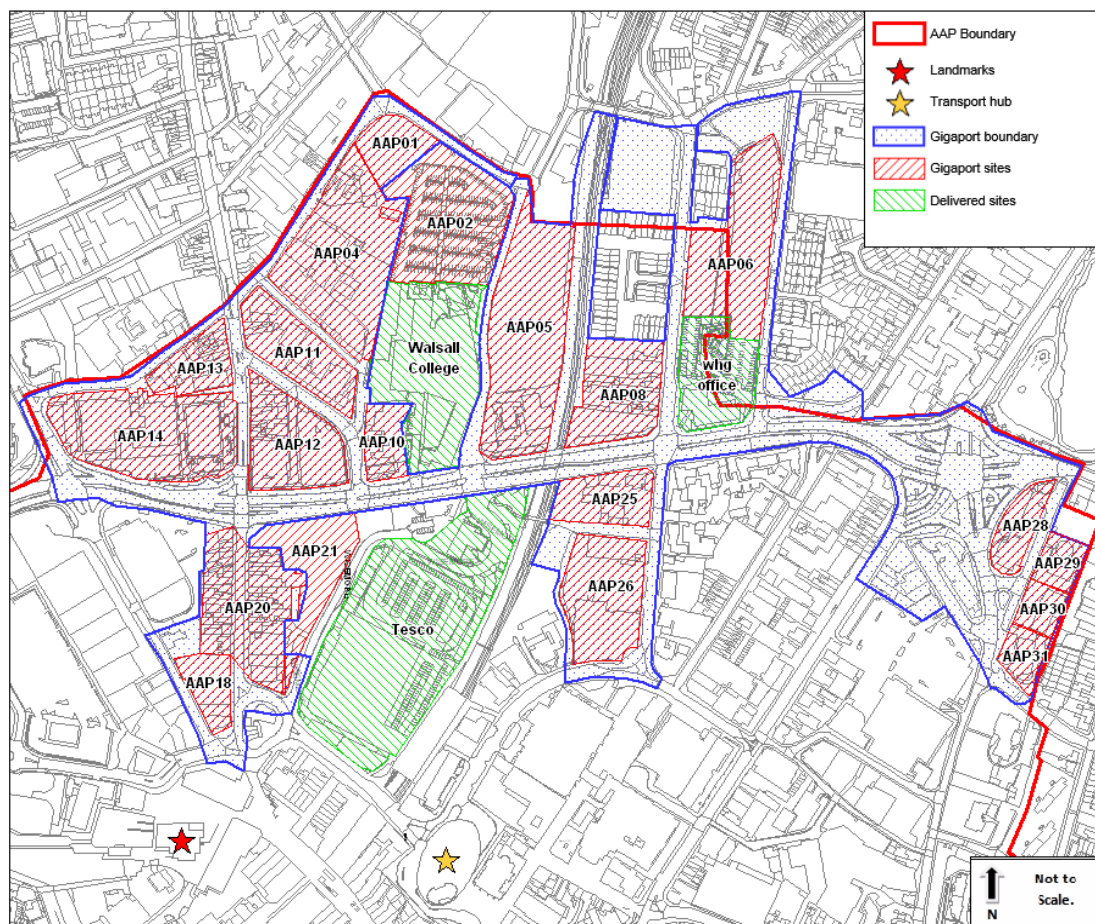 AAP Boundary
Landmarks
Transport hub
Gigaport boundary
Gigaport sites
Delivered sites
AAP01
AAP02
AAP04
AAP05
AAP06
AAP11
Walsall
College
AAP13
whg
office
AAP08
AAP14
AAP12
AAP10
AAP25
AAP28
AAP21
AAP29
AAP20
AAP26
AAP30
Tesco
AAP31
AAP18
Not to
Scale.
N